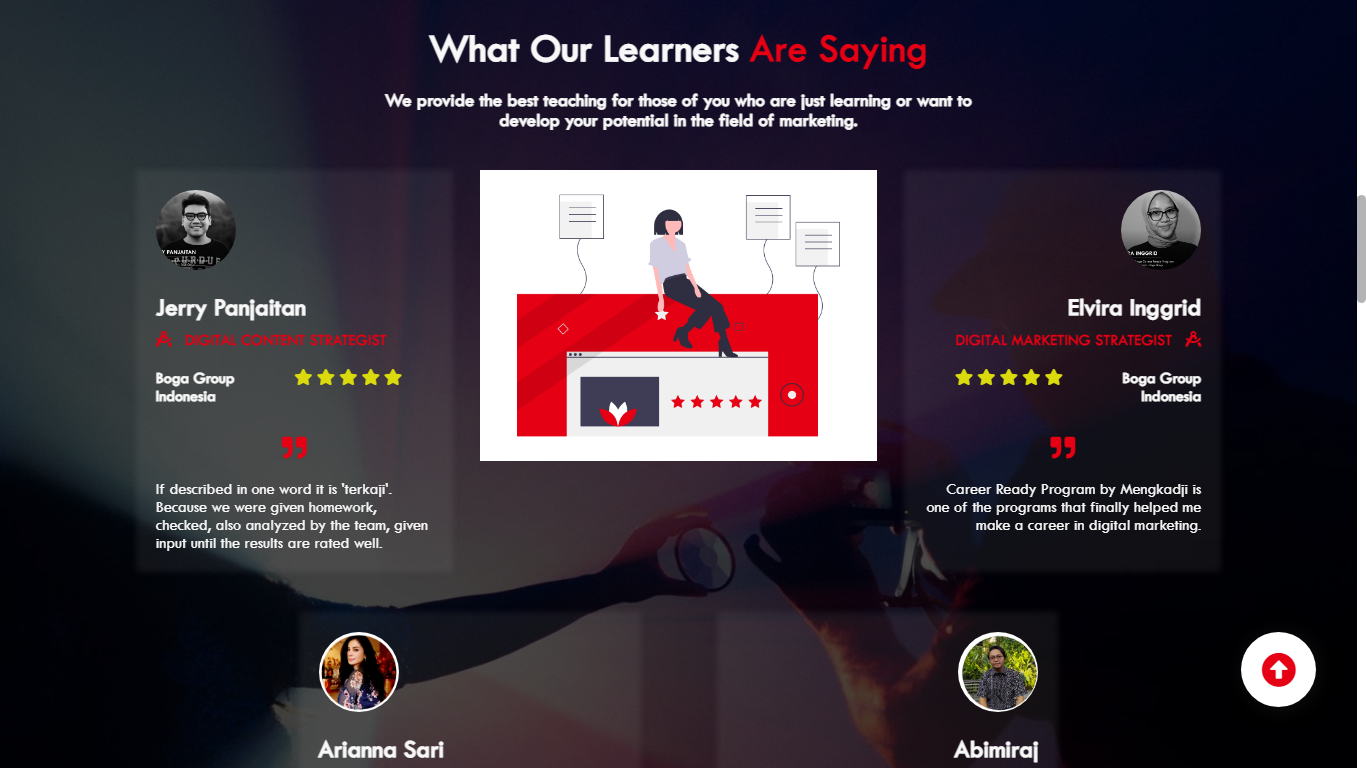 What Our Learners Are Saying
We provide the best teaching for those of you who are just learning or want to
develop your potential in the field of marketing.
Jerry Panjaitan
DIGITAL CONTENT STRATEGIST
Boga Group
Indonesia
If described in one word it is 'terkaji'.
Because we were given homework,
checked, also analyzed by the team, given
input until the results are rated well.
Elvira Inggrid
DIGITAL MARKETING STRATEGIST
Boga Group
Indonesia
Career Ready Program by Mengkadji is
one of the programs that finally helped me
make a career in digital marketing.
Arianna Sari
Abimiraj